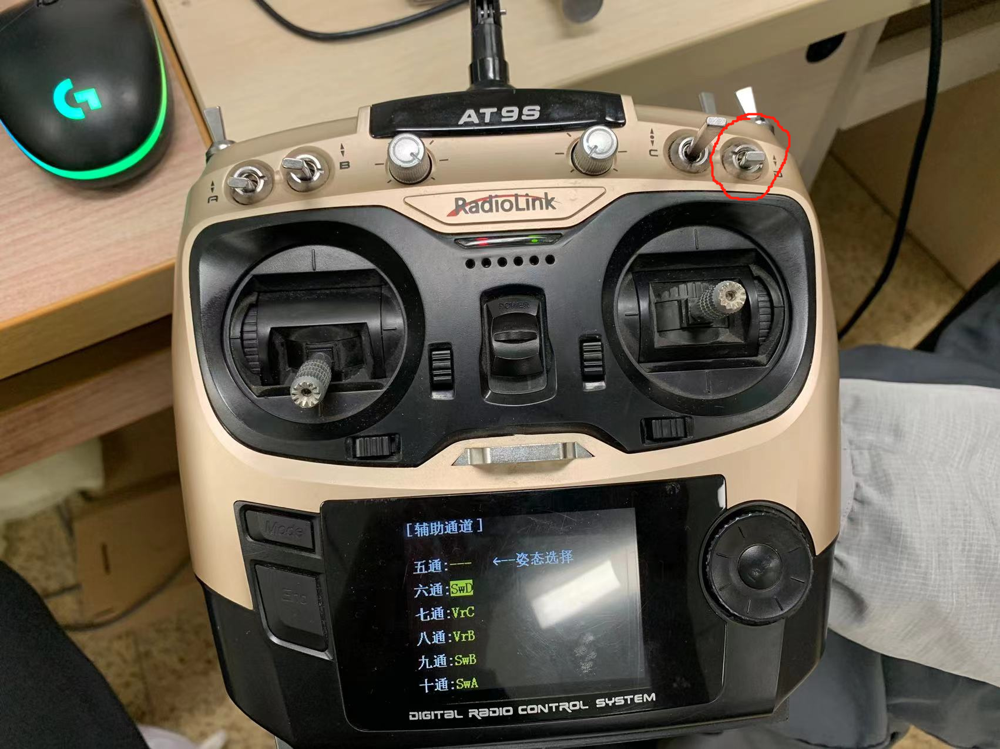 AT9S
B
C
A
D
RadioLink
POWER
Mode
End
[辅助通道]
五通:--- ←--姿态选择
六通:SwD
七通:VrC
八通:VrB
九通:SwB
十通:SwA
DIGITAL RADIO CONTROL SYSTEM